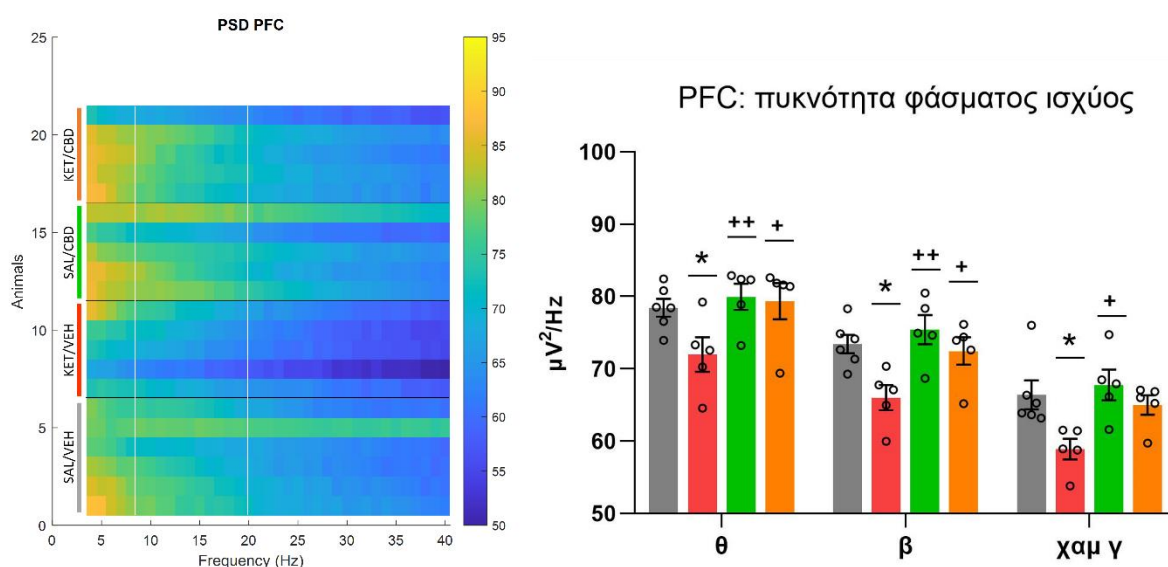 PSD PFC
25
20
15
10
5
0
Animals
KET/CBD
SAL/CBD
KET/VEH
SAL/VEH
0 5 10 15 20 25 30 35 40
Frequency (Hz)
95
90
85
80
75
70
65
60
55
50
PFC: πυκνότητα φάσματος ισχύος
100
90
80
70
60
50
μV²/Hz
* ++ +
* ++ +
* +
θ β χαμ γ